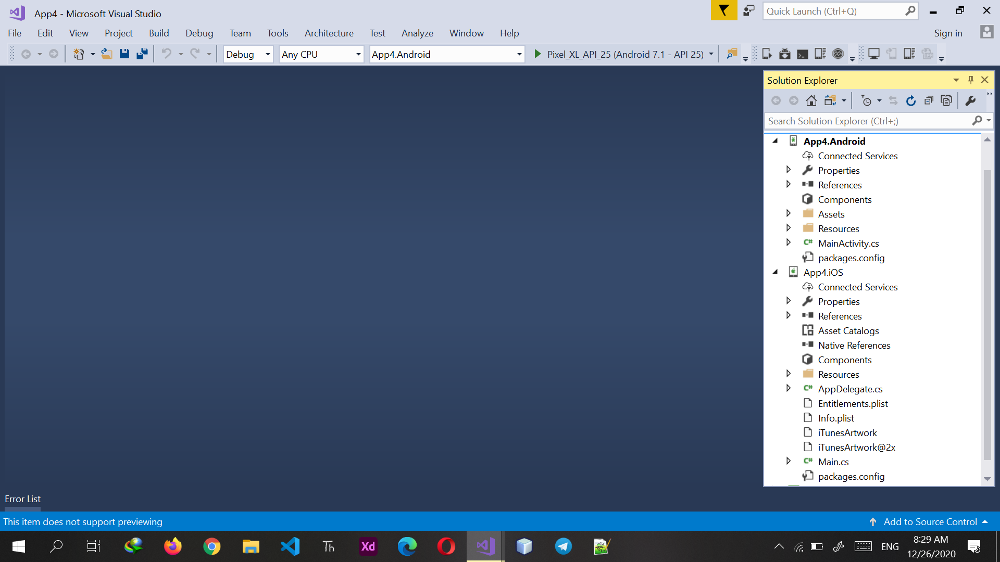 App4 - Microsoft Visual Studio
Quick Launch (Ctrl+Q)
File Edit View Project Build Debug Team Tools Architecture Test Analyze Window Help
Sign in
Debug Any CPU App4.Android Pixel_XL_API_25 (Android 7.1 - API 25)
Solution Explorer
Search Solution Explorer (Ctrl+;)
App4.Android
Connected Services
Properties
References
Components
Assets
Resources
C# MainActivity.cs
packages.config
App4.iOS
Connected Services
Properties
References
Asset Catalogs
Native References
Components
Resources
C# AppDelegate.cs
Entitlements.plist
Info.plist
iTunesArtwork
iTunesArtwork@2x
C# Main.cs
packages.config
Error List
This item does not support previewing
Add to Source Control
Th
Xd
ENG
8:29 AM
12/26/2020